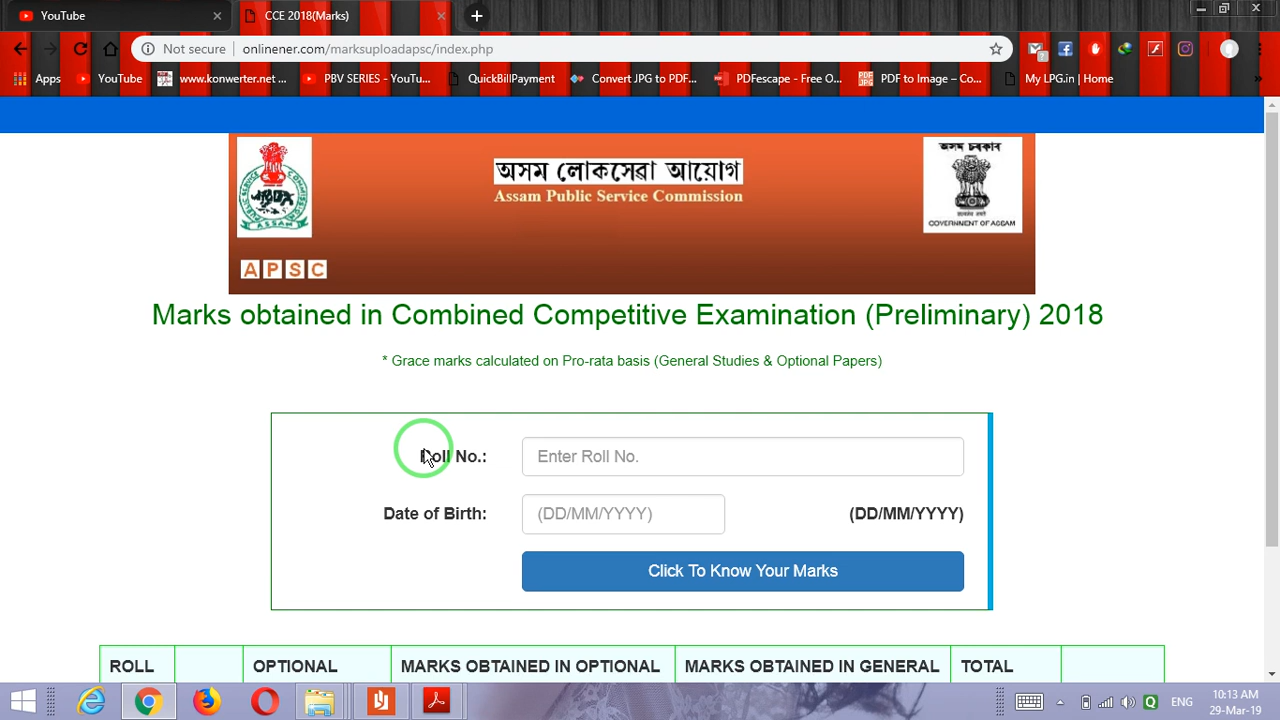 YouTube
CCE 2018(Marks)
Not secure
onlinener.com/marksuploadapsc/index.php
Apps
YouTube
www.konwerter.net ...
PBV SERIES - YouTu...
QuickBillPayment
Convert JPG to PDF...
PDFescape - Free O...
PDF to Image – Co...
My LPG.in | Home
অসম লোকসেৱা আয়োগ
Assam Public Service Commission
অসম চৰকাৰ
GOVERNMENT OF ASSAM
APSC
Marks obtained in Combined Competitive Examination (Preliminary) 2018
* Grace marks calculated on Pro-rata basis (General Studies & Optional Papers)
Roll No.:
Enter Roll No.
Date of Birth:
(DD/MM/YYYY)
(DD/MM/YYYY)
Click To Know Your Marks
ROLL
OPTIONAL
MARKS OBTAINED IN OPTIONAL
MARKS OBTAINED IN GENERAL
TOTAL
ENG
10:13 AM
29-Mar-19